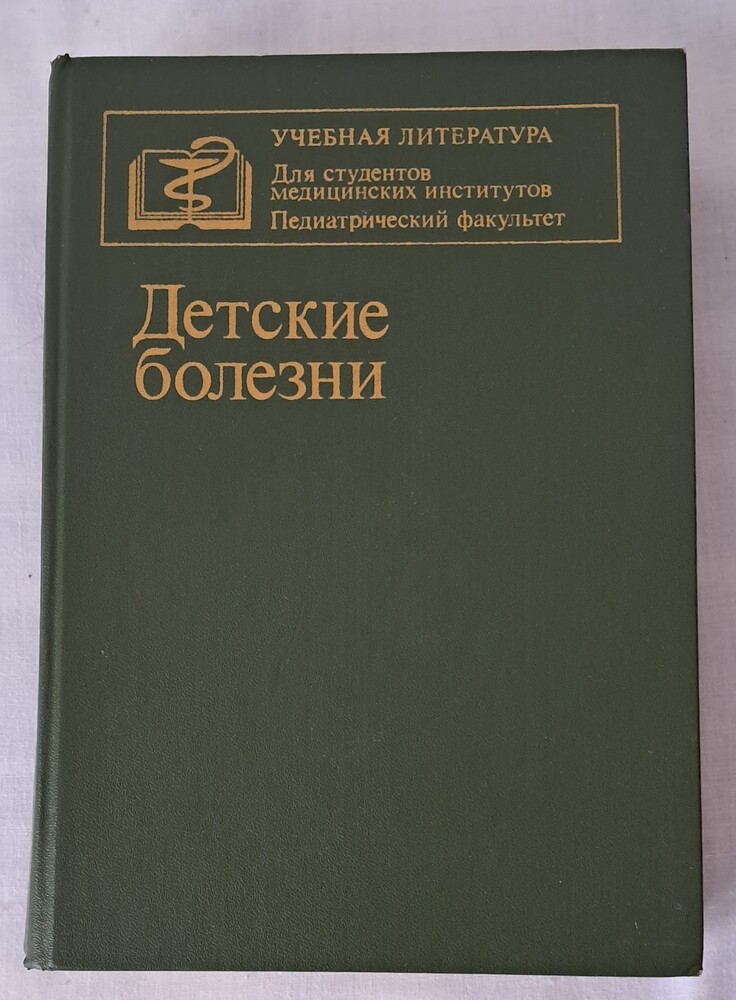 УЧЕБНАЯ ЛИТЕРАТУРА
Для студентов
медицинских институтов
Педиатрический факультет
Детские
болезни